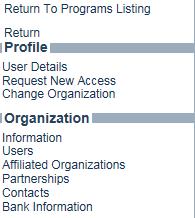 Return To Programs Listing
Return
Profile
User Details
Request New Access
Change Organization
Organization
Information
Users
Affiliated Organizations
Partnerships
Contacts
Bank Information